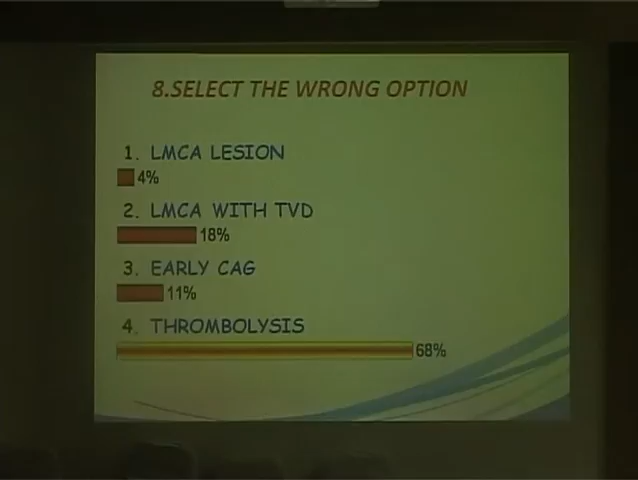 8.SELECT THE WRONG OPTION
1. LMCA LESION
4%
2. LMCA WITH TVD
18%
3. EARLY CAG
11%
4. THROMBOLYSIS
68%